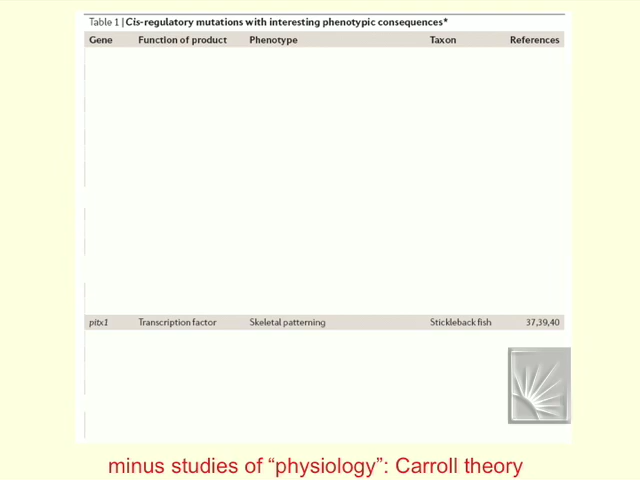 Table 1 | Cis-regulatory mutations with interesting phenotypic consequences*
Gene Function of product Phenotype Taxon References
pitx1 Transcription factor Skeletal patterning Stickleback fish 37,39,40
minus studies of “physiology”: Carroll theory